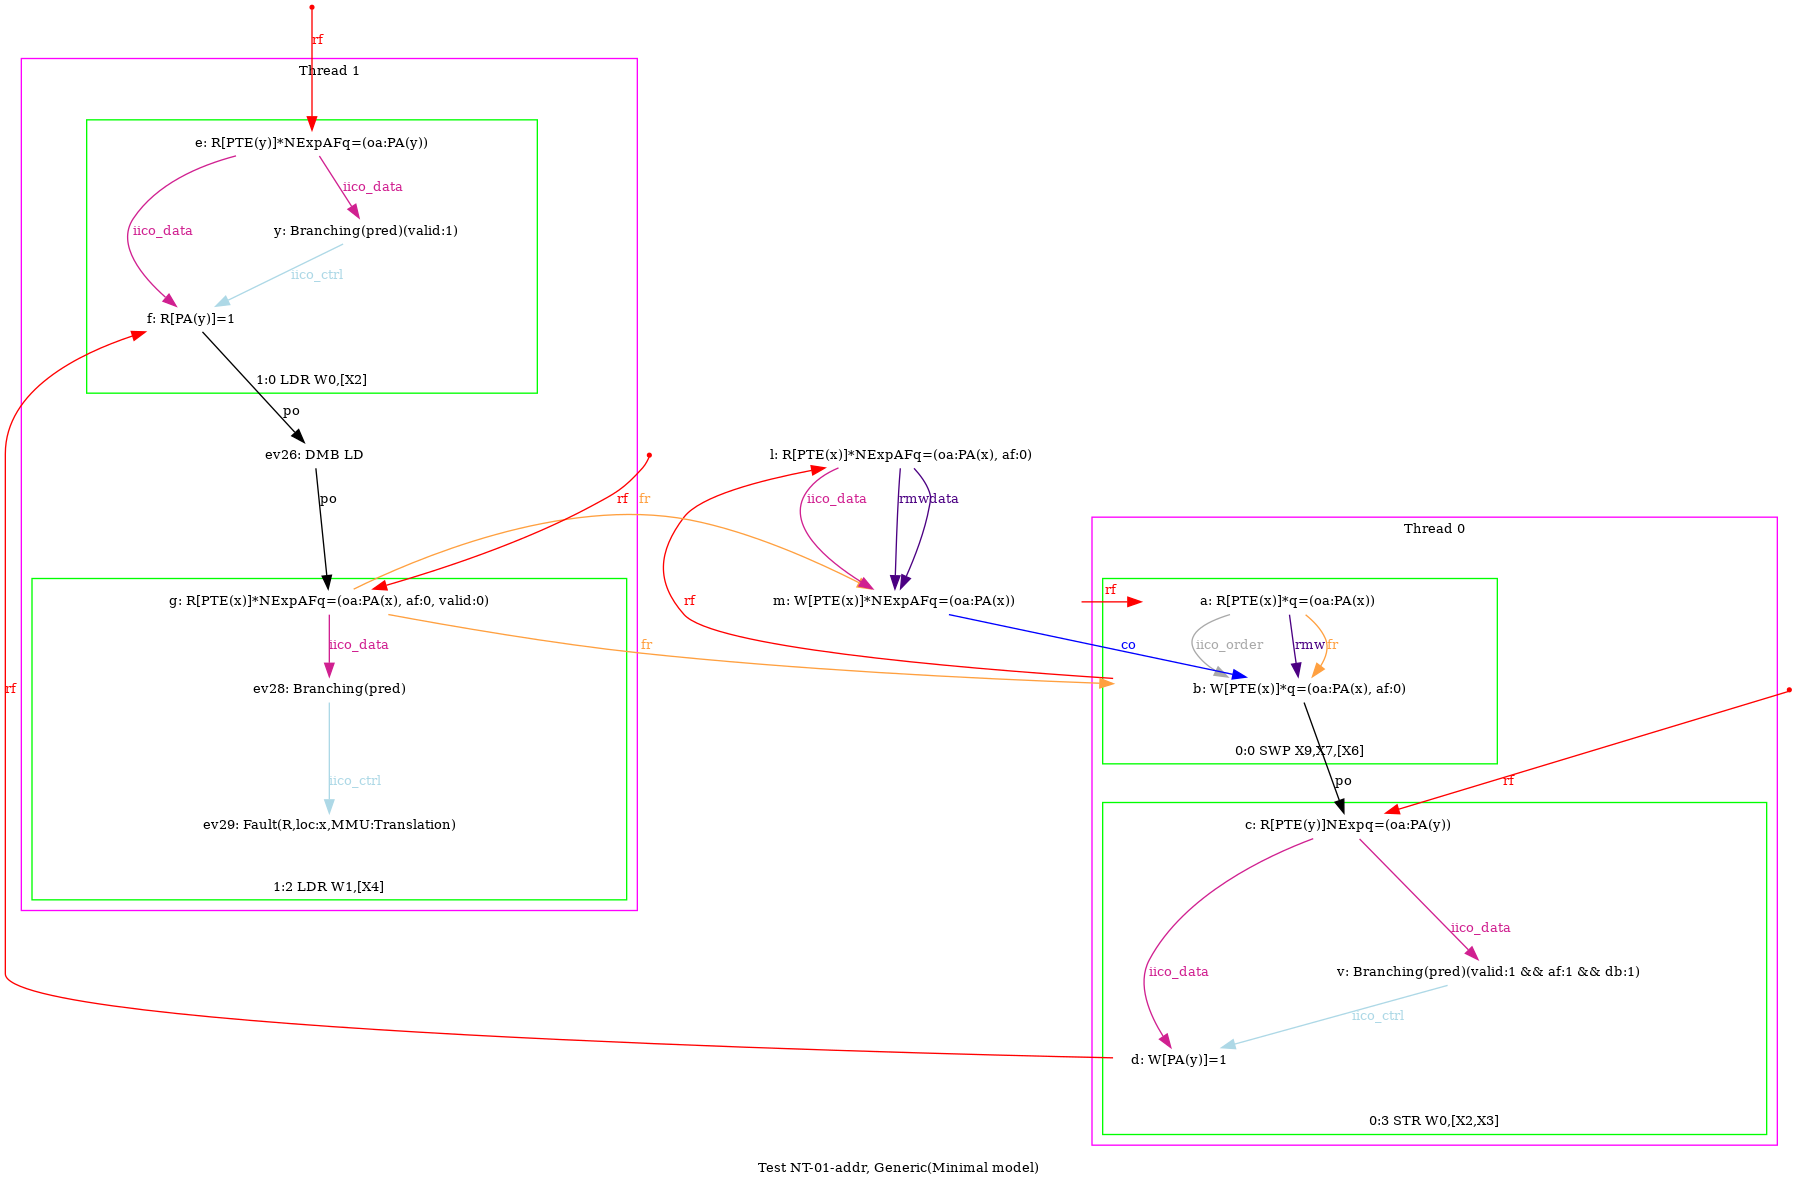 rf
Thread 1
e: R[PTE(y)]*NExpAFq=(oa:PA(y))
iico_data
iico_data
y: Branching(pred)(valid:1)
iico_ctrl
f: R[PA(y)]=1
1:0 LDR W0,[X2]
po
ev26: DMB LD
l: R[PTE(x)]*NExpAFq=(oa:PA(x), af:0)
po
rf
fr
iico_data
rmw
data
Thread 0
g: R[PTE(x)]*NExpAFq=(oa:PA(x), af:0, valid:0)
m: W[PTE(x)]*NExpAFq=(oa:PA(x))
rf
rf
a: R[PTE(x)]*q=(oa:PA(x))
iico_data
fr
co
iico_order
rmw
fr
rf
ev28: Branching(pred)
b: W[PTE(x)]*q=(oa:PA(x), af:0)
0:0 SWP X9,X7,[X6]
iico_ctrl
po
rf
ev29: Fault(R,loc:x,MMU:Translation)
c: R[PTE(y)]NExpq=(oa:PA(y))
1:2 LDR W1,[X4]
iico_data
iico_data
v: Branching(pred)(valid:1 && af:1 && db:1)
iico_ctrl
d: W[PA(y)]=1
0:3 STR W0,[X2,X3]
Test NT-01-addr, Generic(Minimal model)